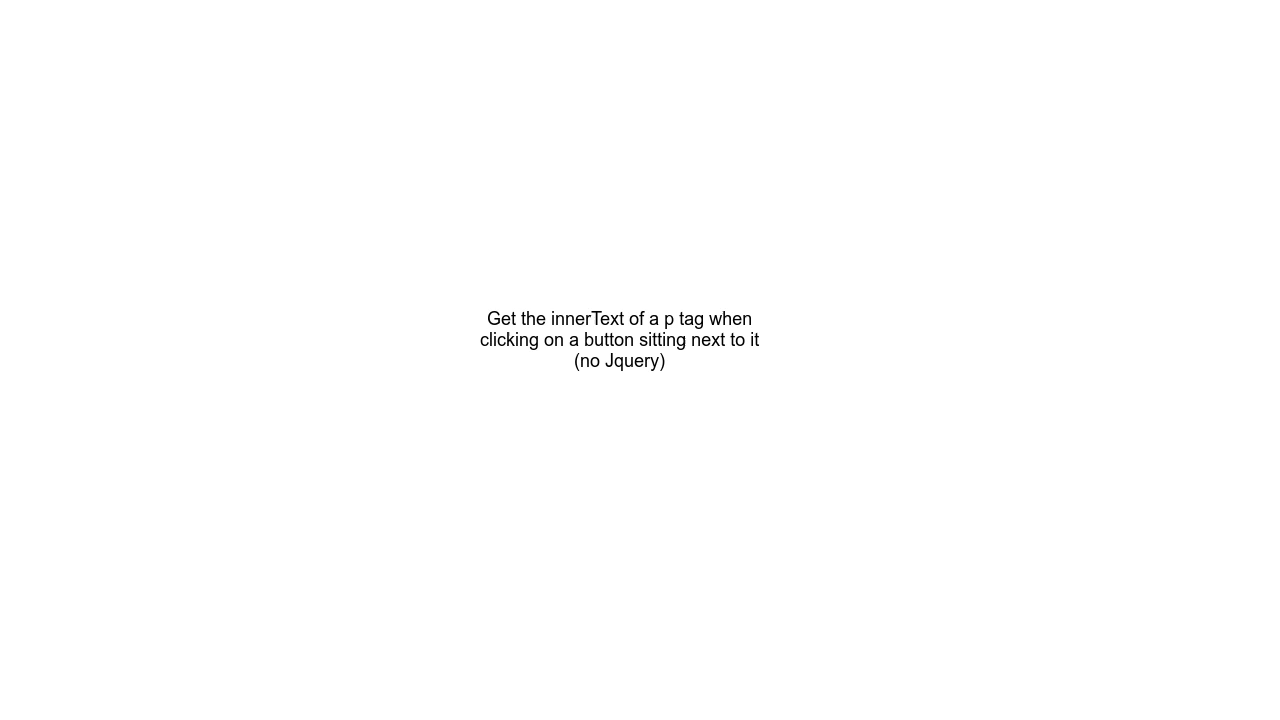 Get the innerText of a p tag when
clicking on a button sitting next to it
(no Jquery)